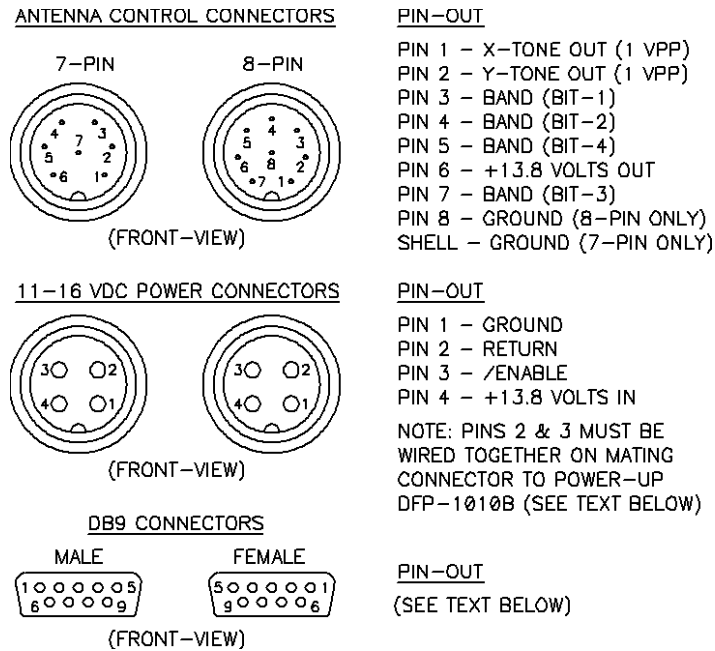 ANTENNA CONTROL CONNECTORS
7-PIN 8-PIN
4 3
7
5 2
6 1
4
5 3
6 8 2
7 1
(FRONT-VIEW)
PIN-OUT
PIN 1 - X-TONE OUT (1 VPP)
PIN 2 - Y-TONE OUT (1 VPP)
PIN 3 - BAND (BIT-1)
PIN 4 - BAND (BIT-2)
PIN 5 - BAND (BIT-4)
PIN 6 - +13.8 VOLTS OUT
PIN 7 - BAND (BIT-3)
PIN 8 - GROUND (8-PIN ONLY)
SHELL - GROUND (7-PIN ONLY)
11-16 VDC POWER CONNECTORS
3 2
4 1
3 2
4 1
(FRONT-VIEW)
PIN-OUT
PIN 1 - GROUND
PIN 2 - RETURN
PIN 3 - /ENABLE
PIN 4 - +13.8 VOLTS IN
NOTE: PINS 2 & 3 MUST BE
WIRED TOGETHER ON MATING
CONNECTOR TO POWER-UP
DFP-1010B (SEE TEXT BELOW)
DB9 CONNECTORS
MALE FEMALE
1 5
6 9
5 1
9 6
(FRONT-VIEW)
PIN-OUT
(SEE TEXT BELOW)